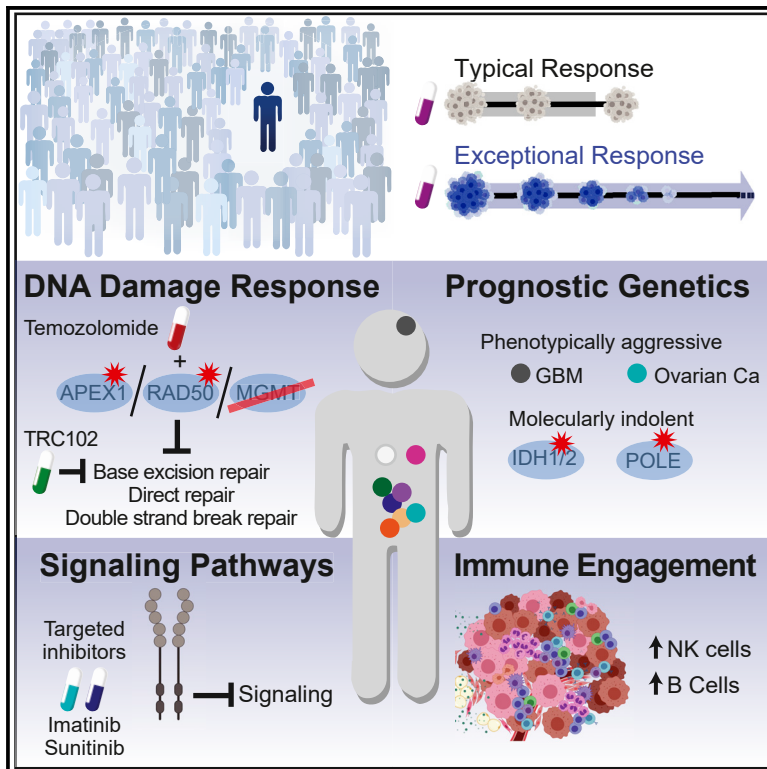 Typical Response
Exceptional Response
DNA Damage Response
Temozolomide
+
APEX1 / RAD50 / MGMT
TRC102
Base excision repair
Direct repair
Double strand break repair
Prognostic Genetics
Phenotypically aggressive
GBM
Ovarian Ca
Molecularly indolent
IDH1/2
POLE
Signaling Pathways
Targeted
inhibitors
Imatinib
Sunitinib
Signaling
Immune Engagement
↑ NK cells
↑ B Cells